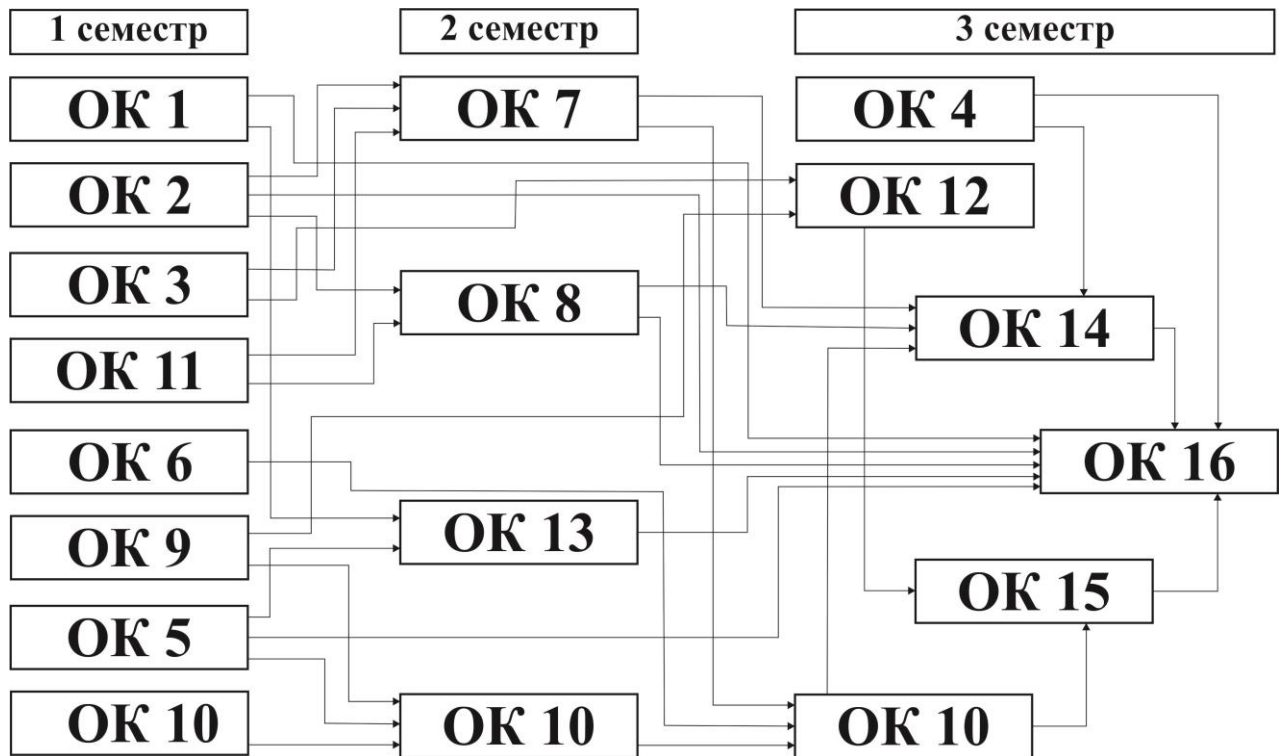 1 семестр
2 семестр
3 семестр
ОК 1
ОК 7
ОК 4
ОК 2
ОК 12
ОК 3
ОК 8
ОК 14
ОК 11
ОК 6
ОК 16
ОК 9
ОК 13
ОК 15
ОК 5
ОК 10
ОК 10
ОК 10